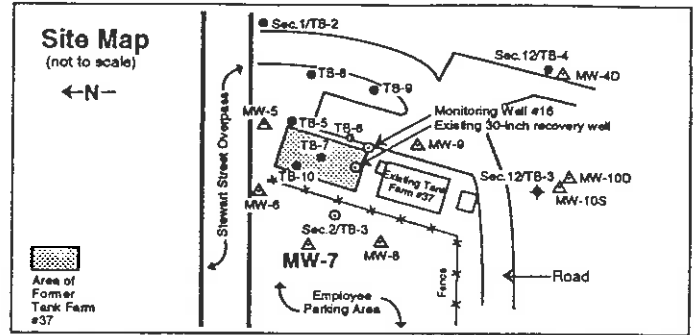 Site Map
(not to scale)
←N–
Stewart Street Overpass
Sec.1/TB-2
TB-8
TB-9
Sec.12/TB-4
MW-4D
Monitoring Well #16
Existing 30-inch recovery well
MW-5
TB-5
TB-6
MW-9
TB-7
TB-10
Existing Tank
Farm #37
Sec.12/TB-3
MW-10D
MW-10S
MW-6
Sec.2/TB-3
MW-7
MW-8
Fence
Road
Area of
Former
Tank Farm
#37
Employee
Parking Area